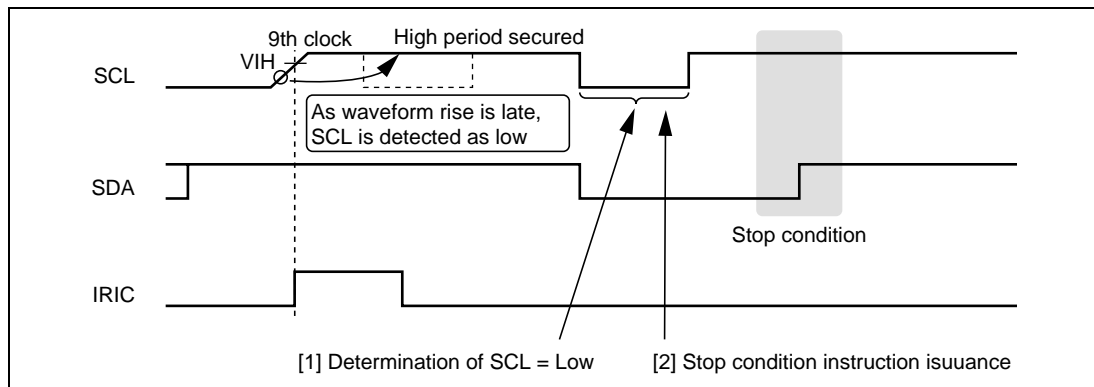 9th clock
High period secured
VIH
SCL
As waveform rise is late,
SCL is detected as low
SDA
Stop condition
IRIC
[1] Determination of SCL = Low
[2] Stop condition instruction isuuance